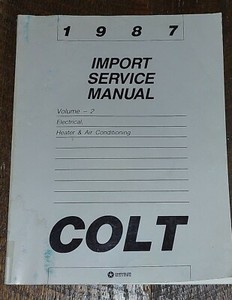 1 9 8 7
IMPORT
SERVICE
MANUAL
Volume – 2
Electrical,
Heater & Air Conditioning
COLT